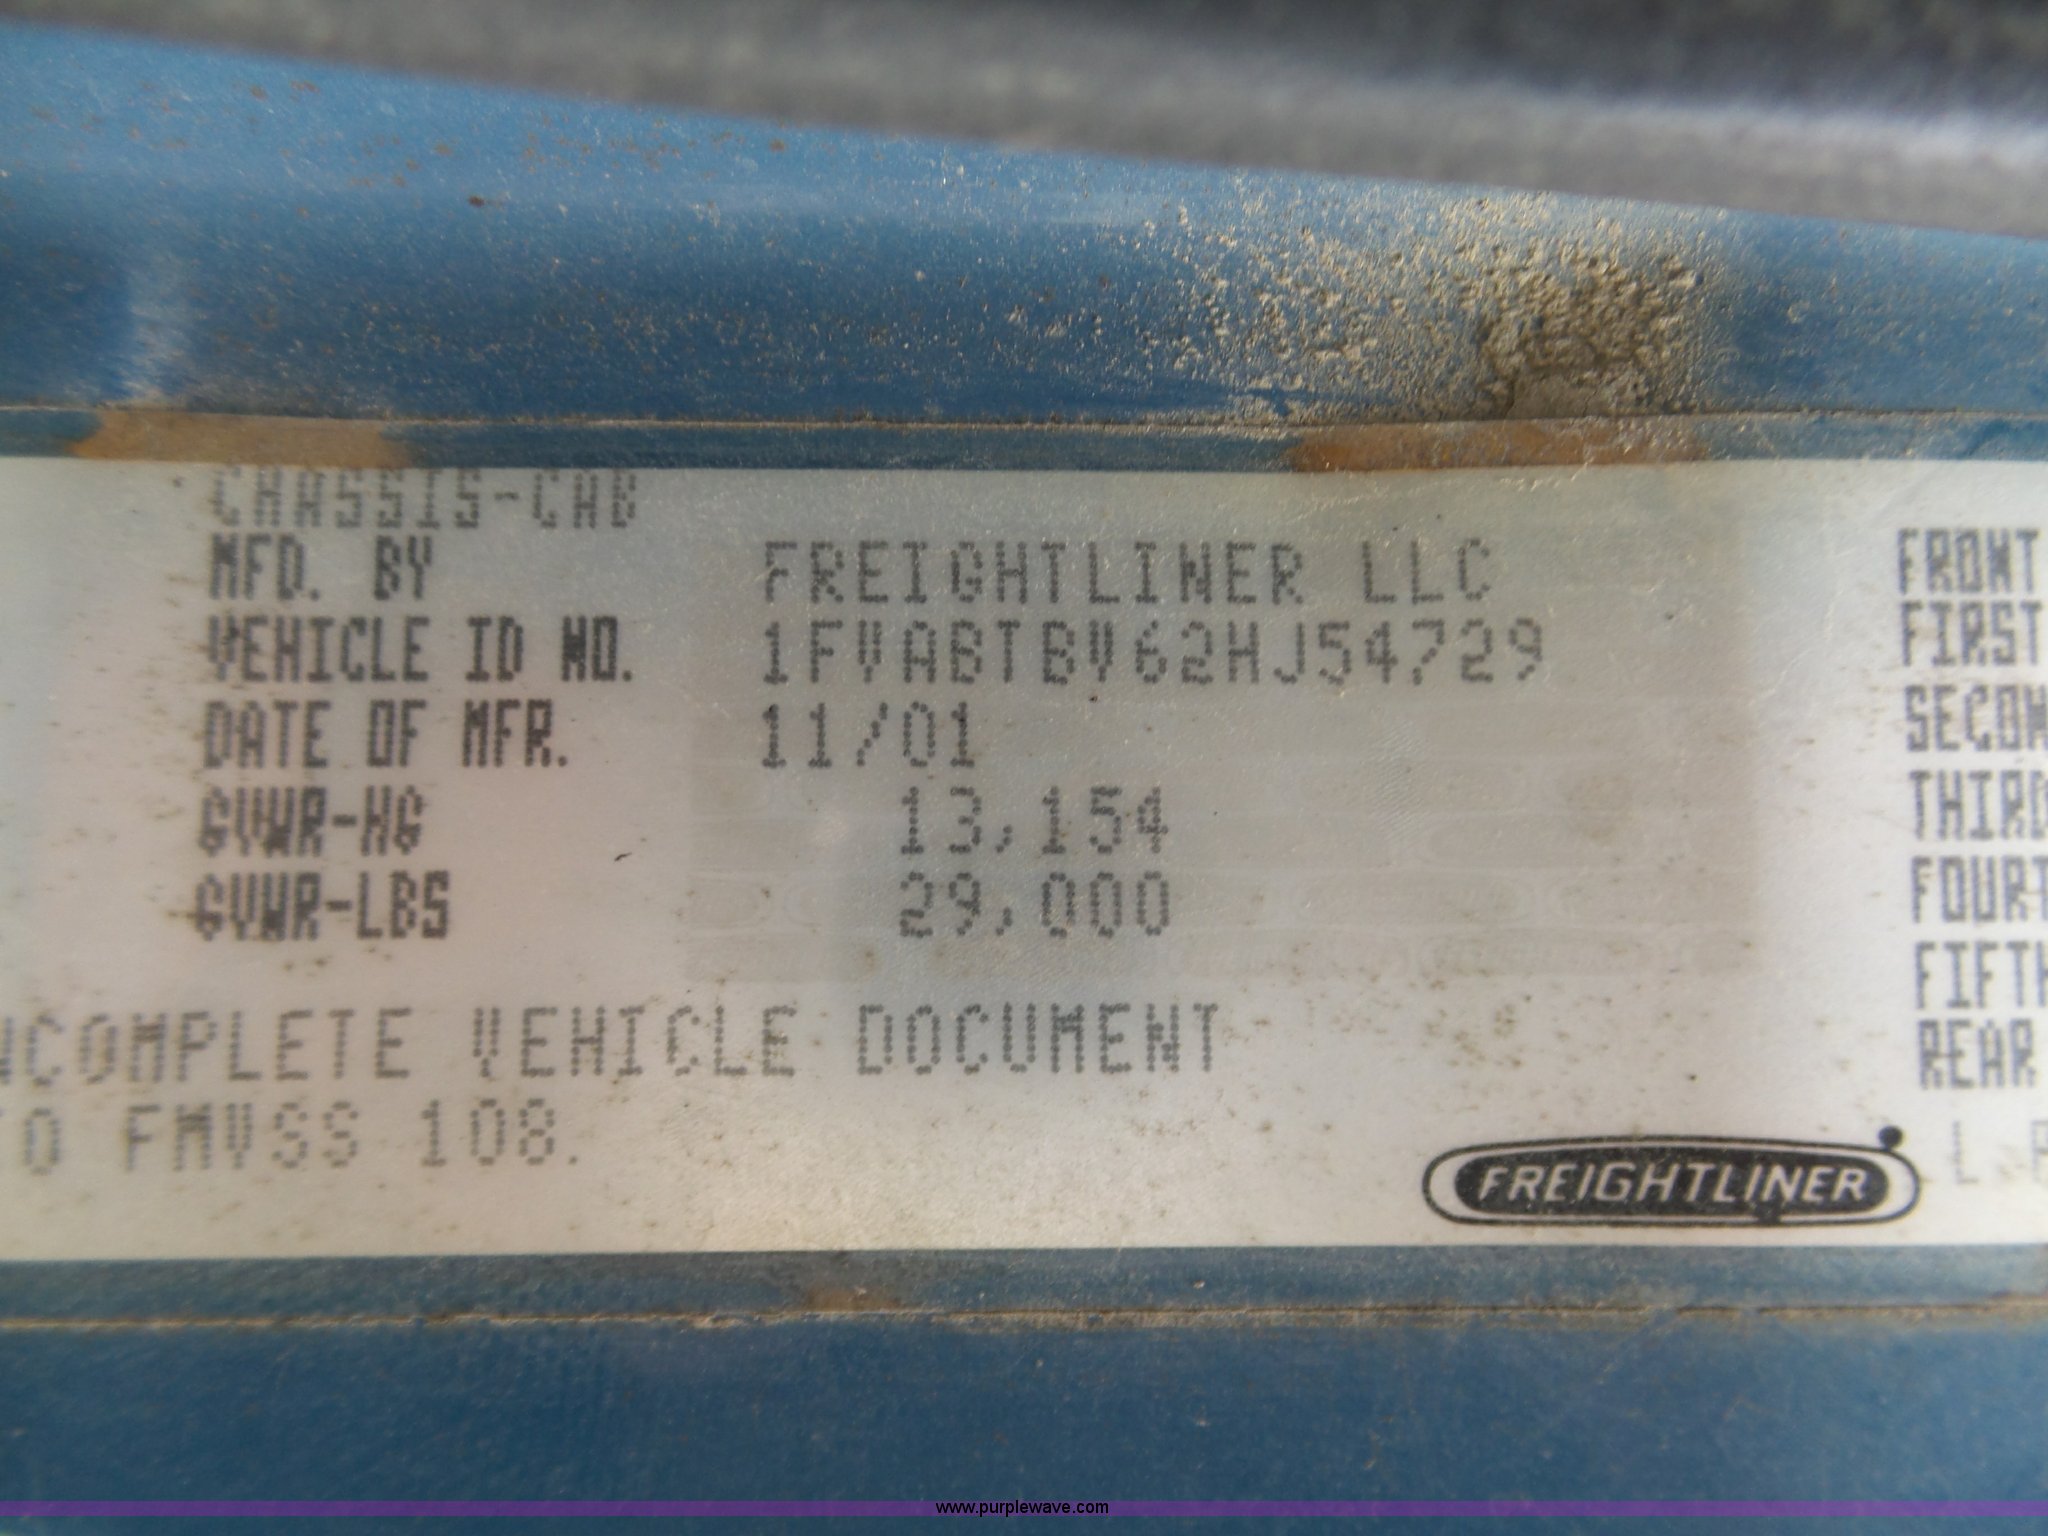 CHASSIS-CAB
MFD. BY FREIGHTLINER LLC FRONT
VEHICLE ID NO. 1FVABTBV62HJ54729 FIRST
DATE OF MFR. 11/01 SECON
GVWR-KG 13,154 THIRD
GVWR-LBS 29,000 FOURT
FIFTH
NCOMPLETE VEHICLE DOCUMENT REAR
TO FMVSS 108.
FREIGHTLINER
www.purplewave.com